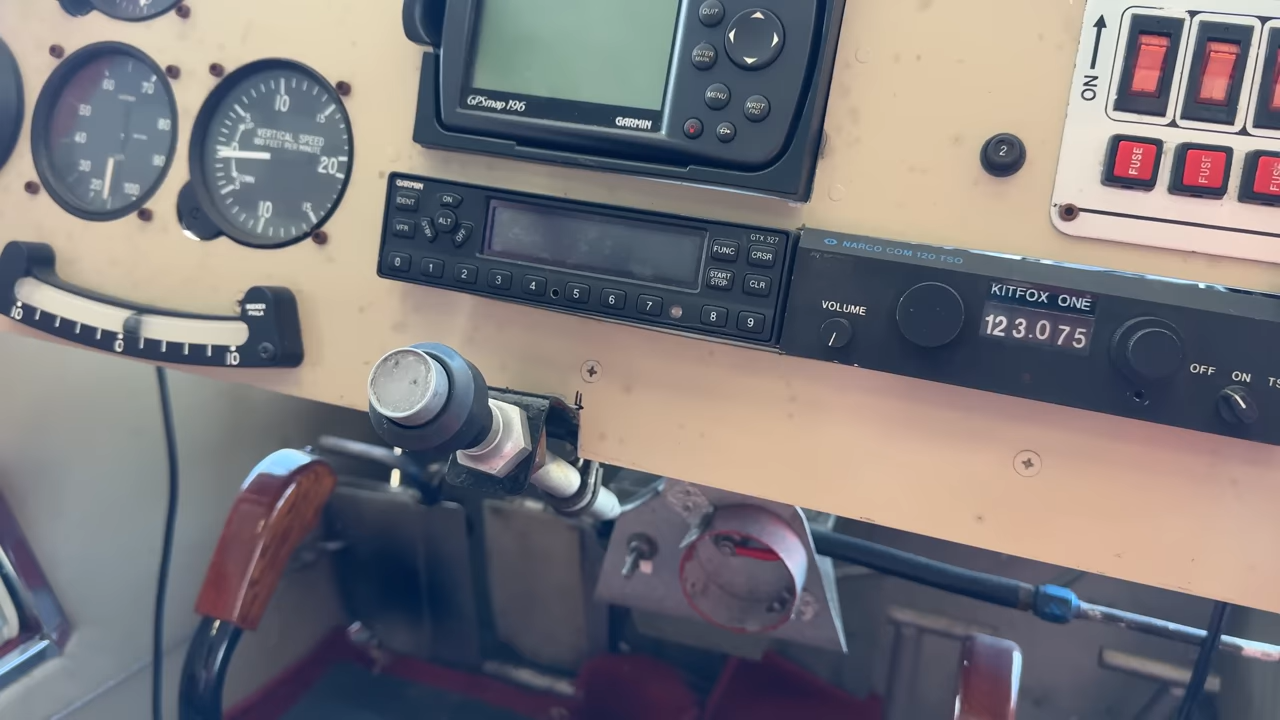 QUIT
ENTER
MARK
MENU
NRST
FIND
GPSmap 196
GARMIN
ON
FUSE
FUSE
2
60
70
50
80
40
90
30
20
100
10
5
15
VERTICAL SPEED
100 FEET PER MINUTE
20
5
DOWN
10
15
GARMIN
IDENT
ON
ALT
VFR
STBY
OFF
GTX 327
FUNC
CRSR
START
STOP
CLR
0
1
2
3
4
5
6
7
8
9
NARCO COM 120 TSO
VOLUME
KITFOX ONE
123.075
OFF
ON
10
0
10